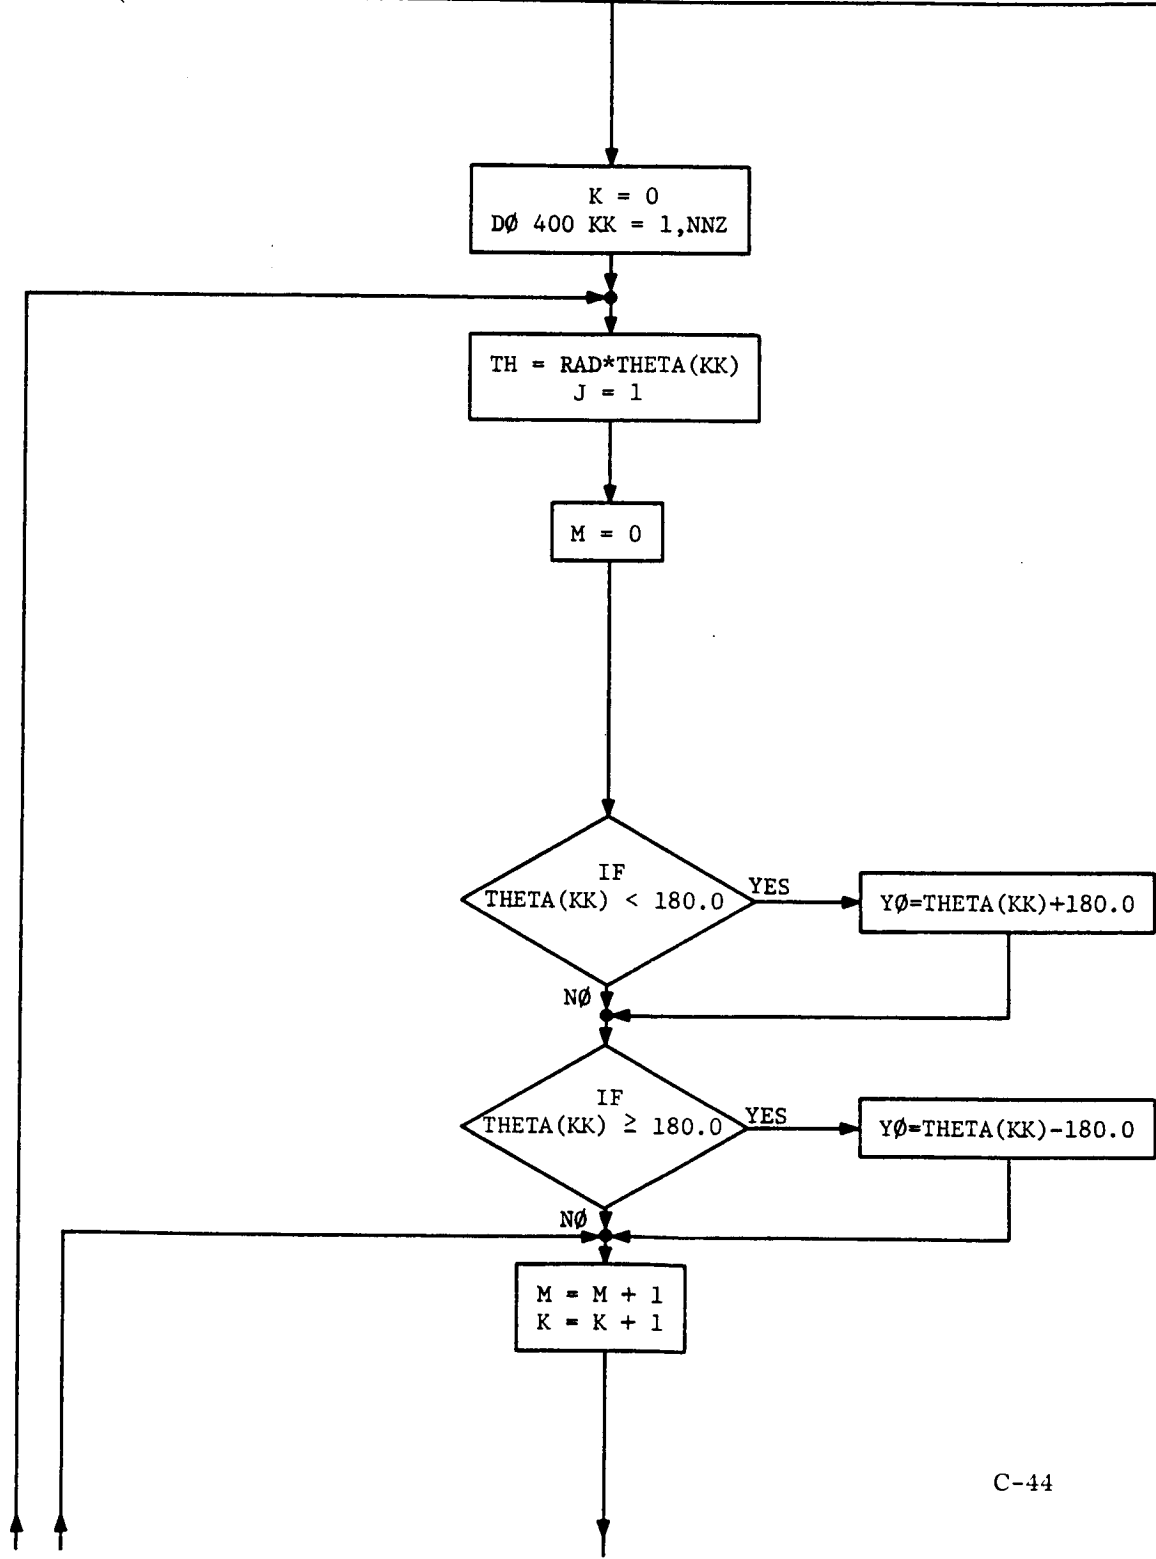 K = 0
DØ 400 KK = 1,NNZ
TH = RAD*THETA(KK)
J = 1
M = 0
IF
THETA(KK) < 180.0
YES
YØ=THETA(KK)+180.0
NØ
IF
THETA(KK) ≥ 180.0
YES
YØ=THETA(KK)-180.0
NØ
M = M + 1
K = K + 1
C-44